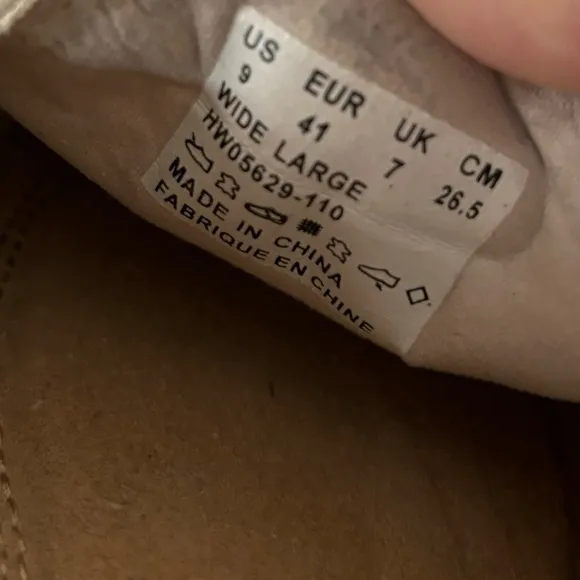 US EUR UK CM
9 41 7 26.5
WIDE LARGE
HW05629-110
MADE IN CHINA
FABRIQUE EN CHINE